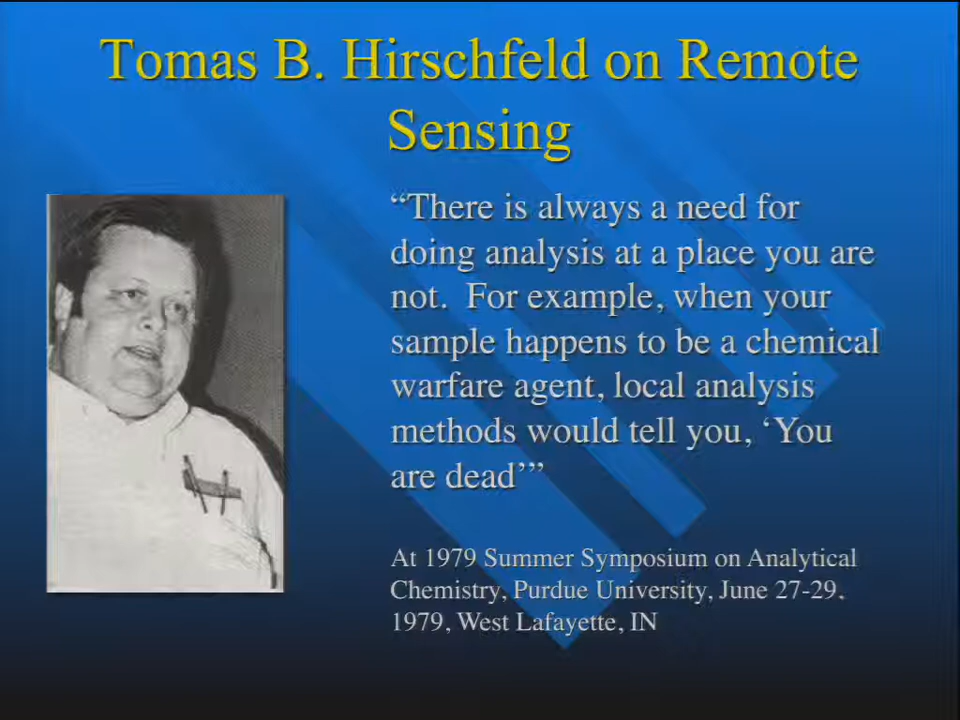 Tomas B. Hirschfeld on Remote
Sensing
“There is always a need for
doing analysis at a place you are
not.  For example, when your
sample happens to be a chemical
warfare agent, local analysis
methods would tell you, ‘You
are dead’”
At 1979 Summer Symposium on Analytical
Chemistry, Purdue University, June 27-29,
1979, West Lafayette, IN